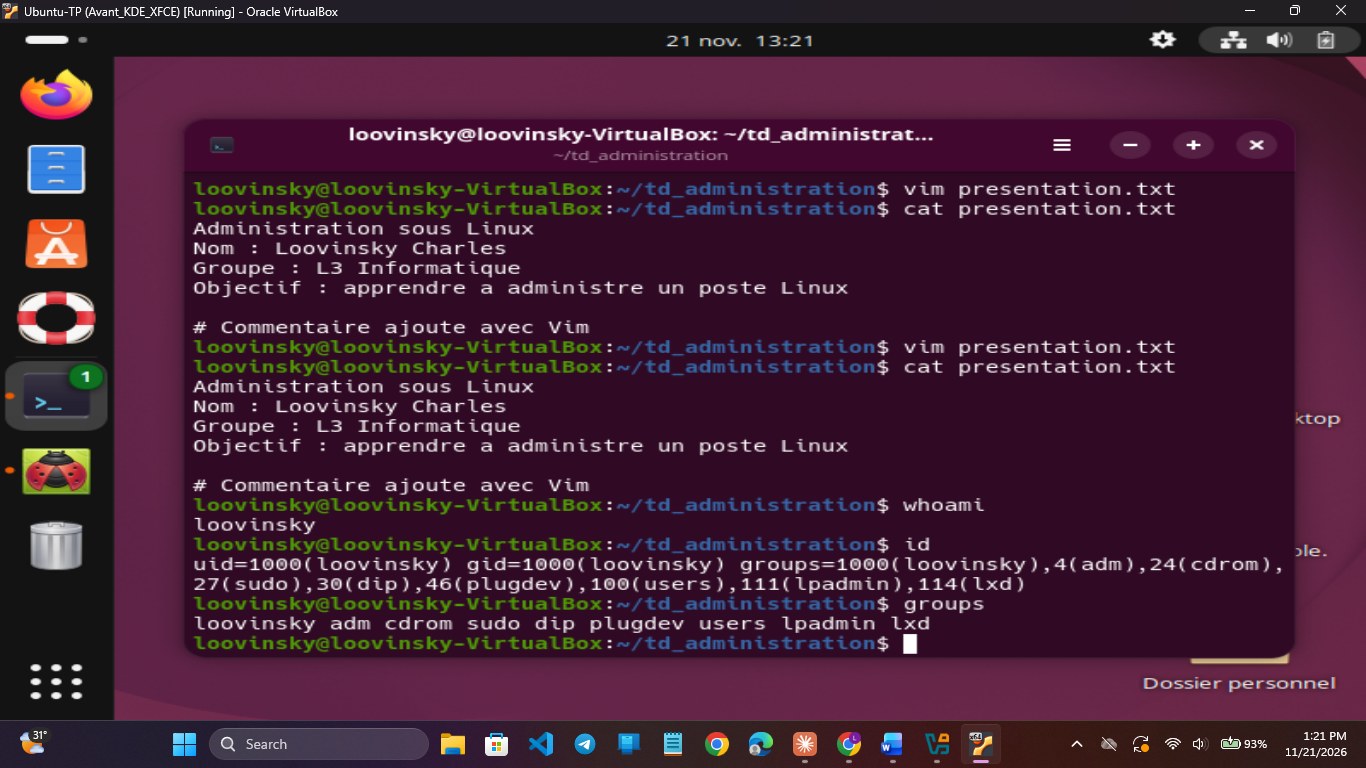 Ubuntu-TP (Avant_KDE_XFCE) [Running] - Oracle VirtualBox
21 nov. 13:21
loovinsky@loovinsky-VirtualBox: ~/td_administrat...
~/td_administration
loovinsky@loovinsky-VirtualBox:~/td_administration$ vim presentation.txt
loovinsky@loovinsky-VirtualBox:~/td_administration$ cat presentation.txt
Administration sous Linux
Nom : Loovinsky Charles
Groupe : L3 Informatique
Objectif : apprendre a administre un poste Linux
# Commentaire ajoute avec Vim
loovinsky@loovinsky-VirtualBox:~/td_administration$ vim presentation.txt
loovinsky@loovinsky-VirtualBox:~/td_administration$ cat presentation.txt
Administration sous Linux
Nom : Loovinsky Charles
Groupe : L3 Informatique
Objectif : apprendre a administre un poste Linux
# Commentaire ajoute avec Vim
loovinsky@loovinsky-VirtualBox:~/td_administration$ whoami
loovinsky
loovinsky@loovinsky-VirtualBox:~/td_administration$ id
uid=1000(loovinsky) gid=1000(loovinsky) groups=1000(loovinsky),4(adm),24(cdrom),
27(sudo),30(dip),46(plugdev),100(users),111(lpadmin),114(lxd)
loovinsky@loovinsky-VirtualBox:~/td_administration$ groups
loovinsky adm cdrom sudo dip plugdev users lpadmin lxd
loovinsky@loovinsky-VirtualBox:~/td_administration$
1
>_
ktop
ole.
Dossier personnel
31°
Search
93%
1:21 PM
11/21/2026